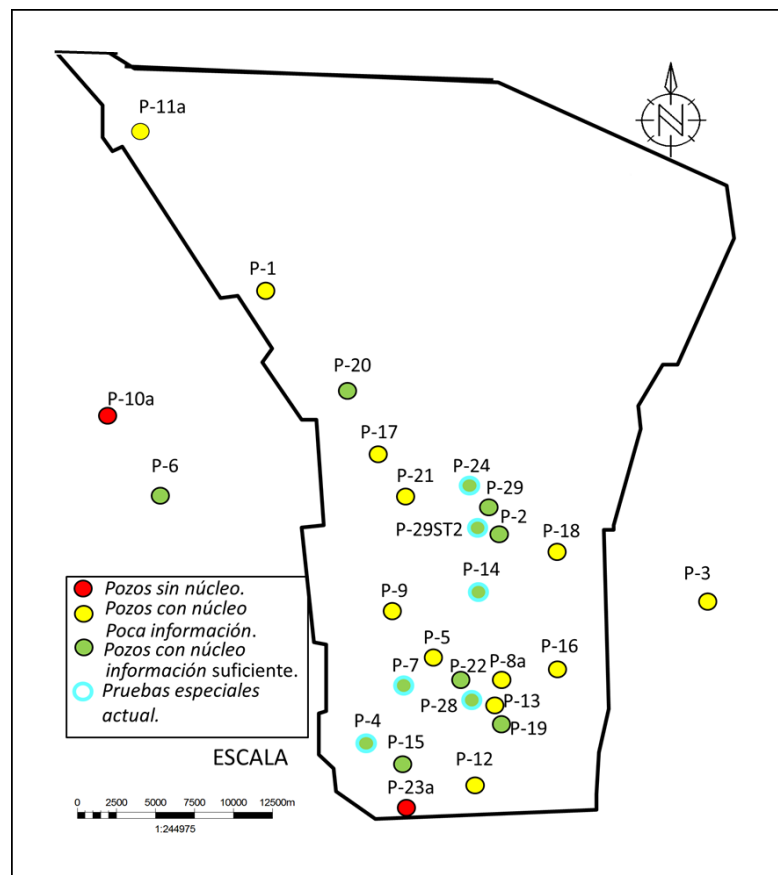 P-11a
N
P-1
P-20
P-10a
P-17
P-6
P-21
P-24
P-29
P-2
P-29ST2
P-18
P-14
P-3
Pozos sin núcleo.
Pozos con núcleo
Poca información.
Pozos con núcleo
información suficiente.
Pruebas especiales
actual.
P-9
P-5
P-16
P-7
P-22
P-8a
P-28
P-13
P-4
P-19
ESCALA
P-15
P-12
P-23a
0 2500 5000 7500 10000 12500m
1:244975